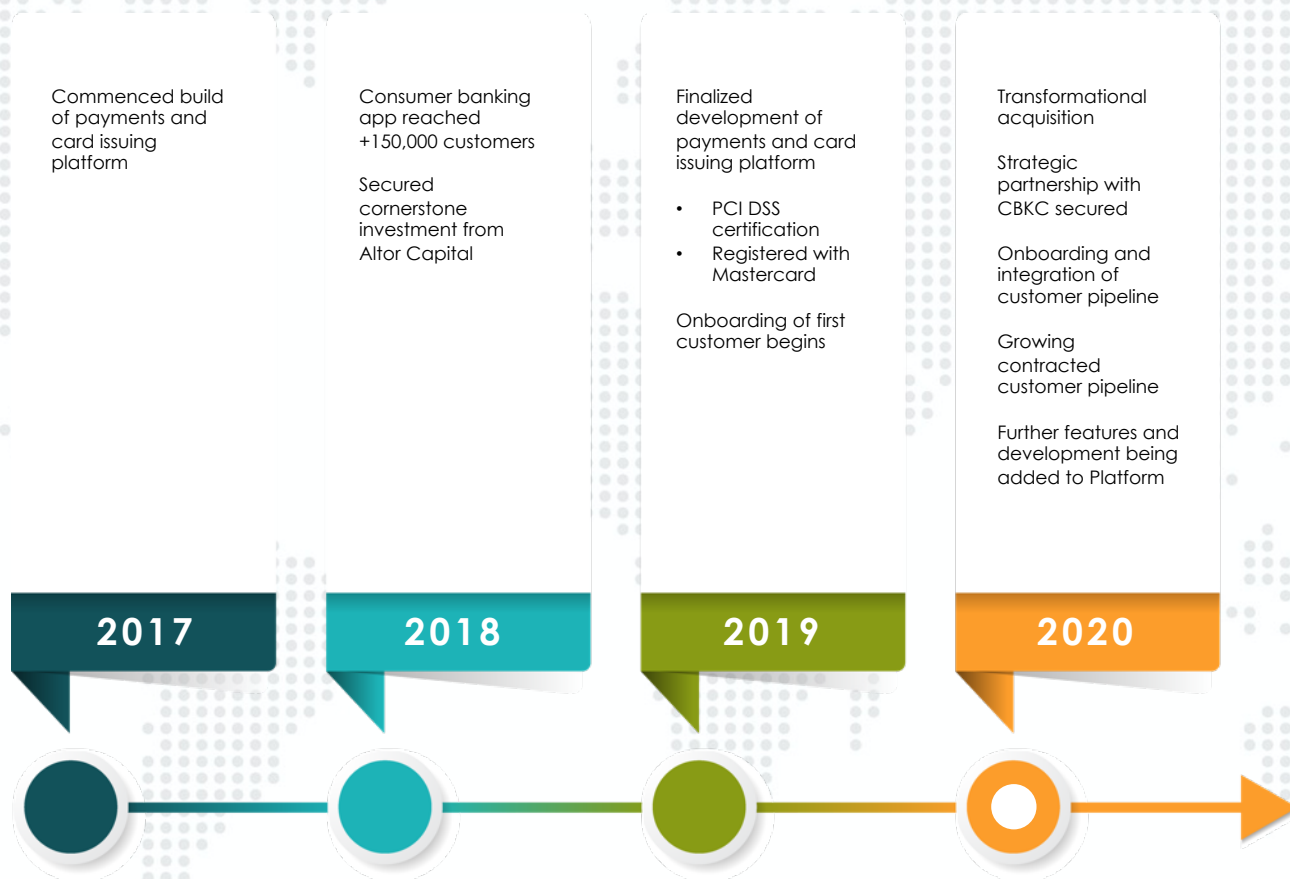 Commenced build
of payments and
card issuing
platform
2017
Consumer banking
app reached
+150,000 customers
Secured
cornerstone
investment from
Altor Capital
2018
Finalized
development of
payments and card
issuing platform
• PCI DSS
certification
• Registered with
Mastercard
Onboarding of first
customer begins
2019
Transformational
acquisition
Strategic
partnership with
CBKC secured
Onboarding and
integration of
customer pipeline
Growing
contracted
customer pipeline
Further features and
development being
added to Platform
2020